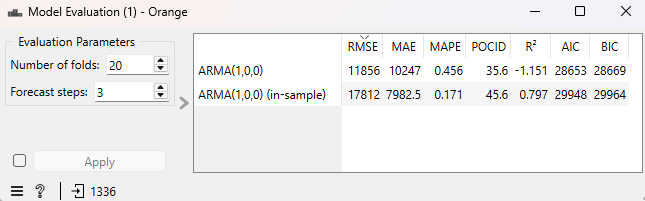 Model Evaluation (1) - Orange
Evaluation Parameters
Number of folds: 20
Forecast steps: 3
Apply
1336
RMSE MAE MAPE POCID R² AIC BIC
ARMA(1,0,0) 11856 10247 0.456 35.6 -1.151 28653 28669
ARMA(1,0,0) (in-sample) 17812 7982.5 0.171 45.6 0.797 29948 29964